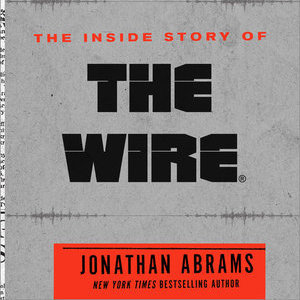 THE INSIDE STORY OF
THE
WIRE®
JONATHAN ABRAMS
NEW YORK TIMES BESTSELLING AUTHOR